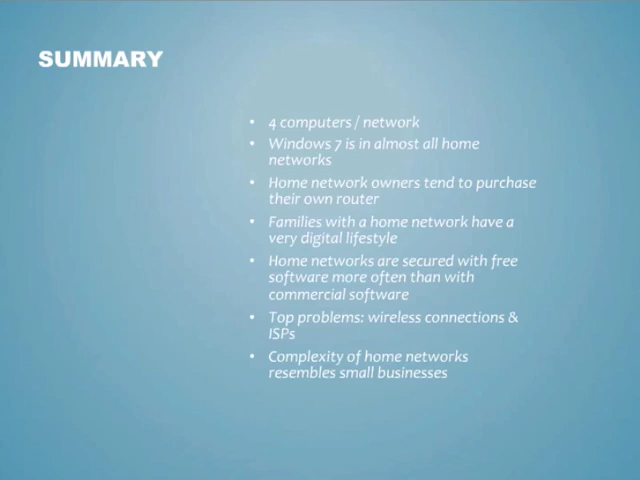 SUMMARY
• 4 computers / network
• Windows 7 is in almost all home
networks
• Home network owners tend to purchase
their own router
• Families with a home network have a
very digital lifestyle
• Home networks are secured with free
software more often than with
commercial software
• Top problems: wireless connections &
ISPs
• Complexity of home networks
resembles small businesses